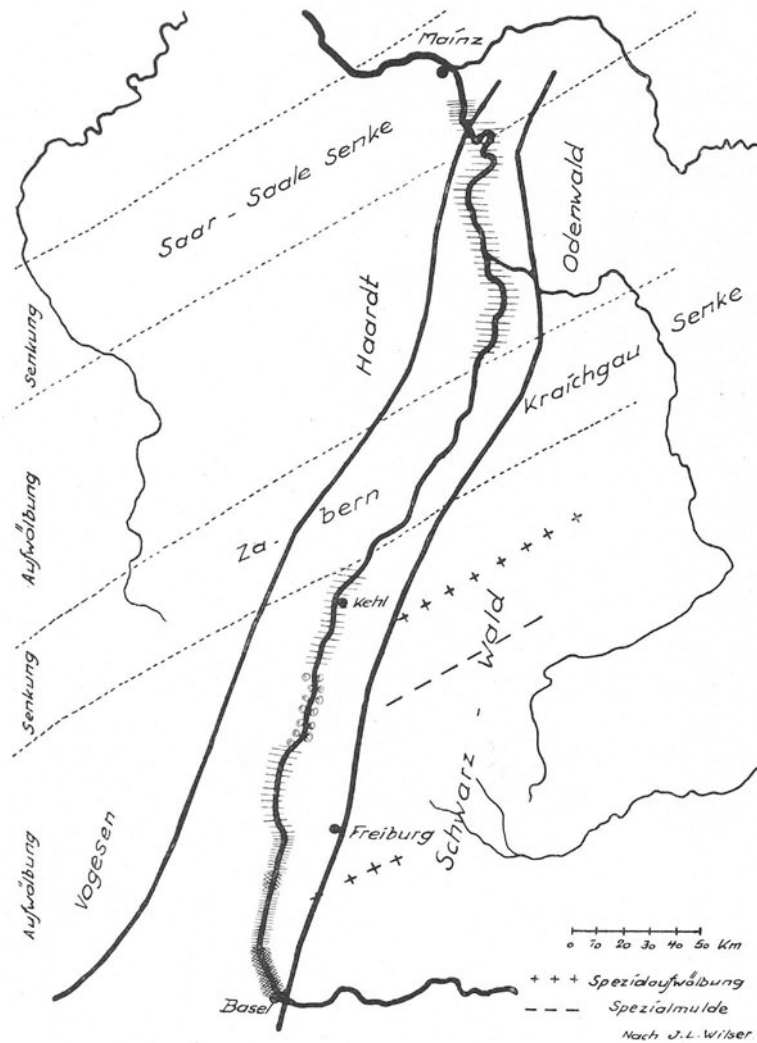 Mainz
Saar - Saale Senke
Odenwald
Haardt
Senkung
Kraichgau Senke
Aufwölbung
Za- bern
Kehl
Schwarz - Wald
Senkung
Freiburg
Vogesen
Aufwölbung
0 10 20 30 40 50 Km
+ + + Spezialaufwölbung
Basel
Spezialmulde
Nach J.L. Wilser